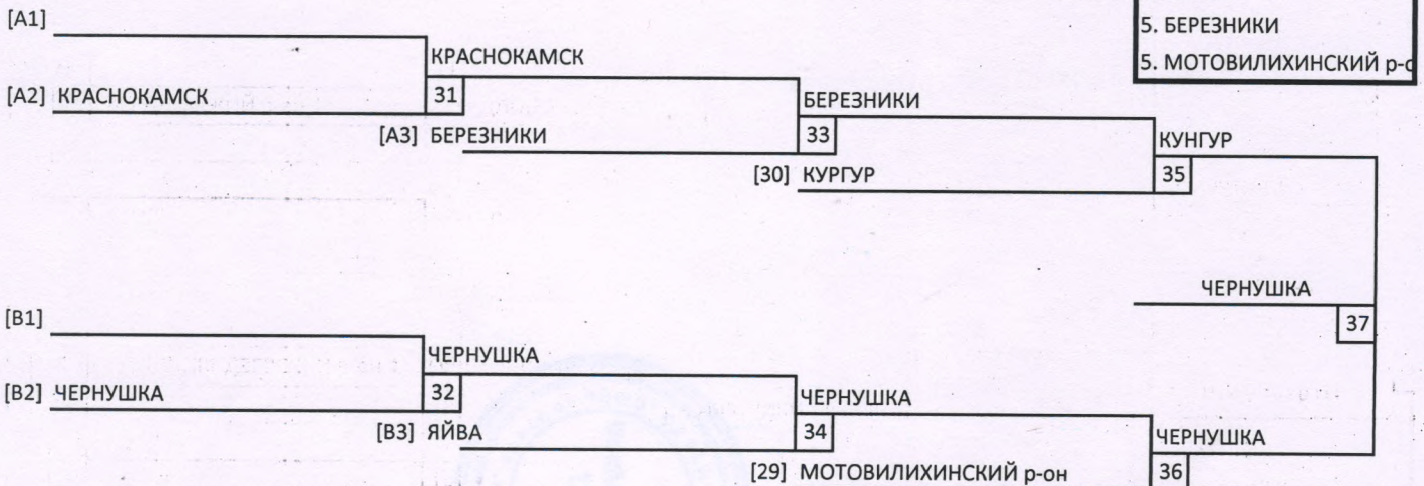 [A1]
5. БЕРЕЗНИКИ
КРАСНОКАМСК
5. МОТОВИЛИХИНСКИЙ р-о
[A2] КРАСНОКАМСК
31
БЕРЕЗНИКИ
[A3] БЕРЕЗНИКИ
33
КУНГУР
[30] КУРГУР
35
ЧЕРНУШКА
[B1]
37
ЧЕРНУШКА
[B2] ЧЕРНУШКА
32
ЧЕРНУШКА
[B3] ЯЙВА
34
ЧЕРНУШКА
[29] МОТОВИЛИХИНСКИЙ р-он
36